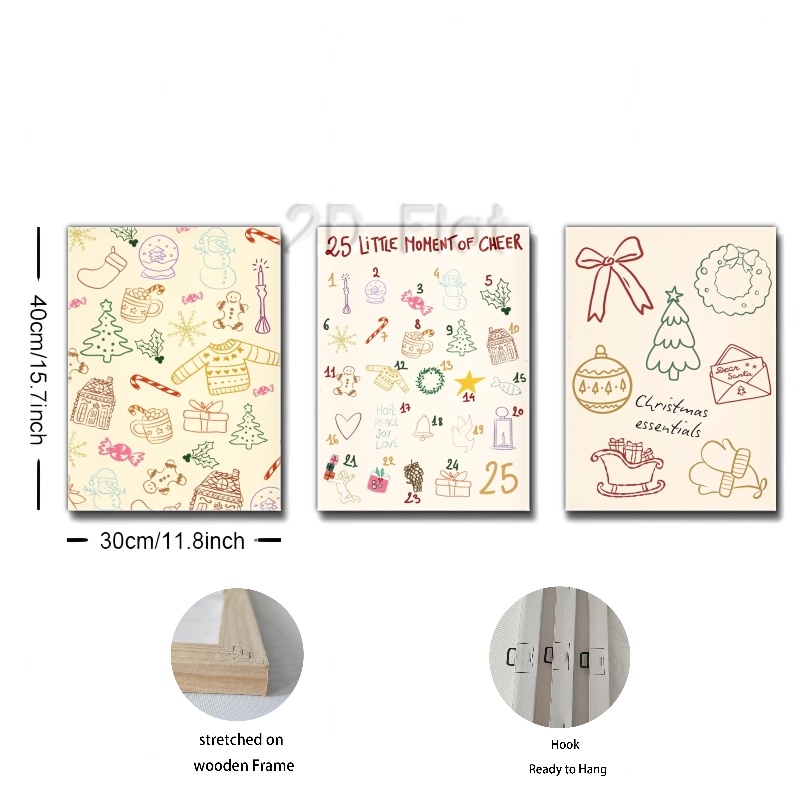 2D Flat
40cm/15.7inch
30cm/11.8inch
25 LiTTLE MOMENT OF CHEER
1
2
3
4
5
6
7
8
9
10
11
12
13
14
15
16
HOPE
PEACE
JOY
LOVE
17
18
19
20
21
22
23
24
25
Dear
Santa
Christmas
essentials
stretched on
wooden Frame
Hook
Ready to Hang